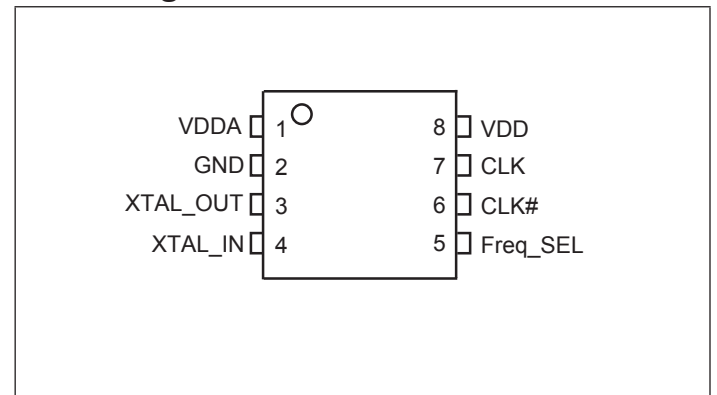 VDDA 1 8 VDD
GND 2 7 CLK
XTAL_OUT 3 6 CLK#
XTAL_IN 4 5 Freq_SEL